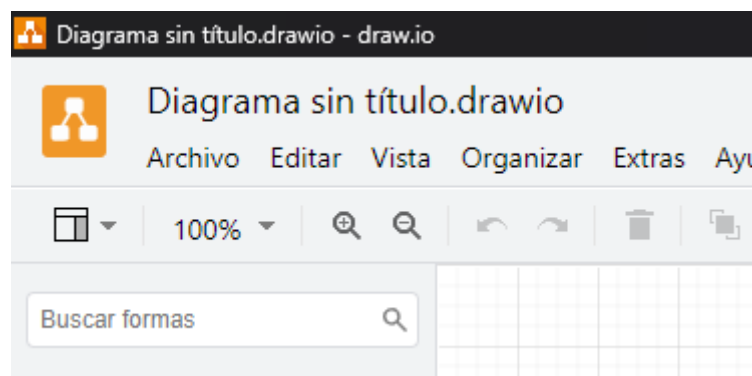 Diagrama sin título.drawio - draw.io
Diagrama sin título.drawio
Archivo Editar Vista Organizar Extras
100%
Buscar formas